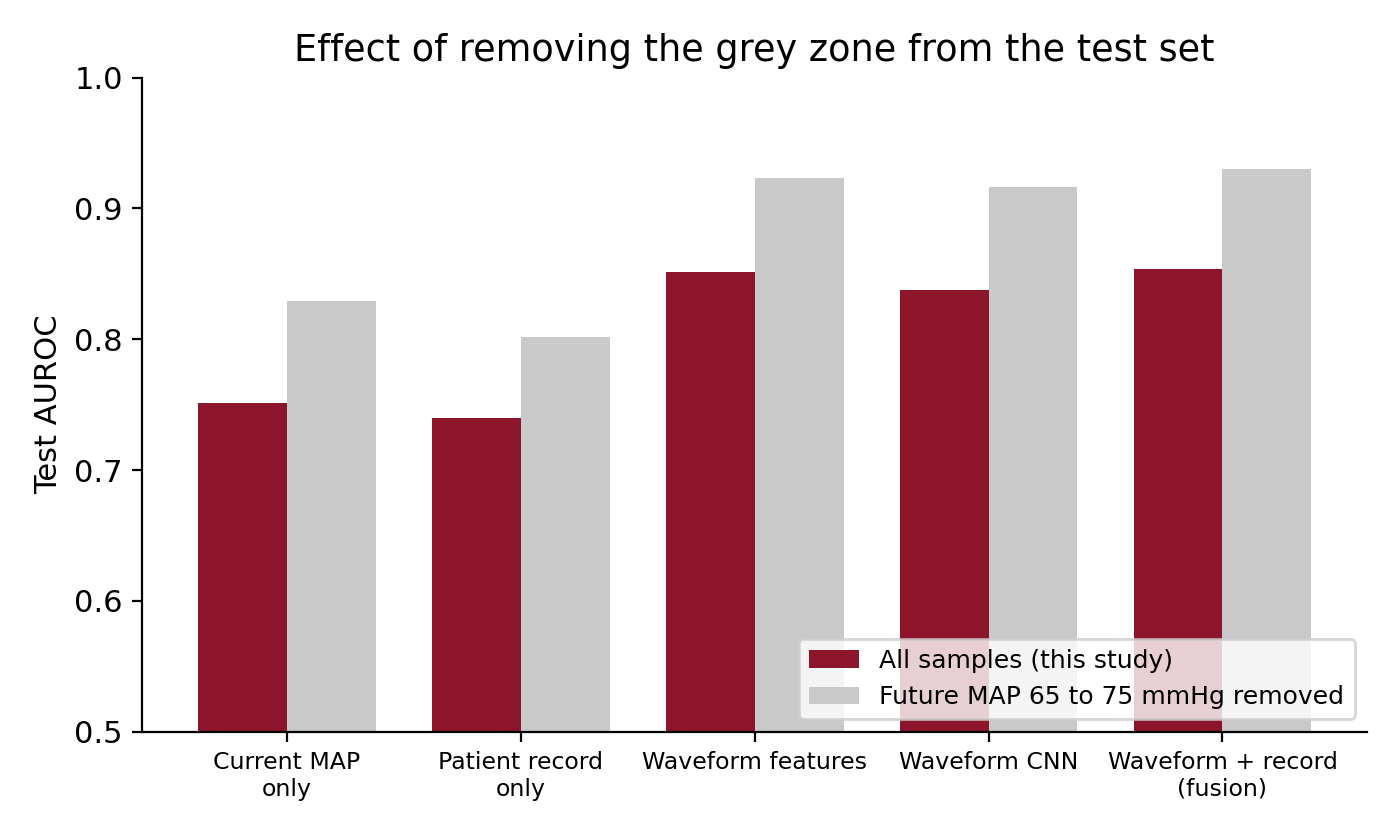 Effect of removing the grey zone from the test set
Test AUROC
1.0
0.9
0.8
0.7
0.6
0.5
All samples (this study)
Future MAP 65 to 75 mmHg removed
Current MAP
only
Patient record
only
Waveform features
Waveform CNN
Waveform + record
(fusion)